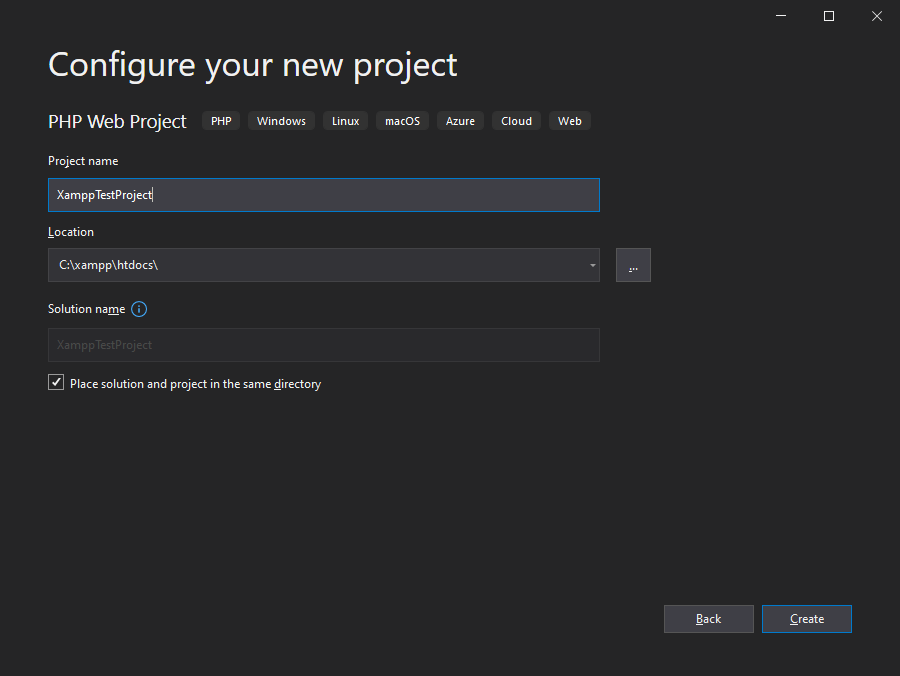 Configure your new project
PHP Web Project PHP Windows Linux macOS Azure Cloud Web
Project name
XamppTestProject
Location
C:\xampp\htdocs\
...
Solution name
XamppTestProject
Place solution and project in the same directory
Back Create